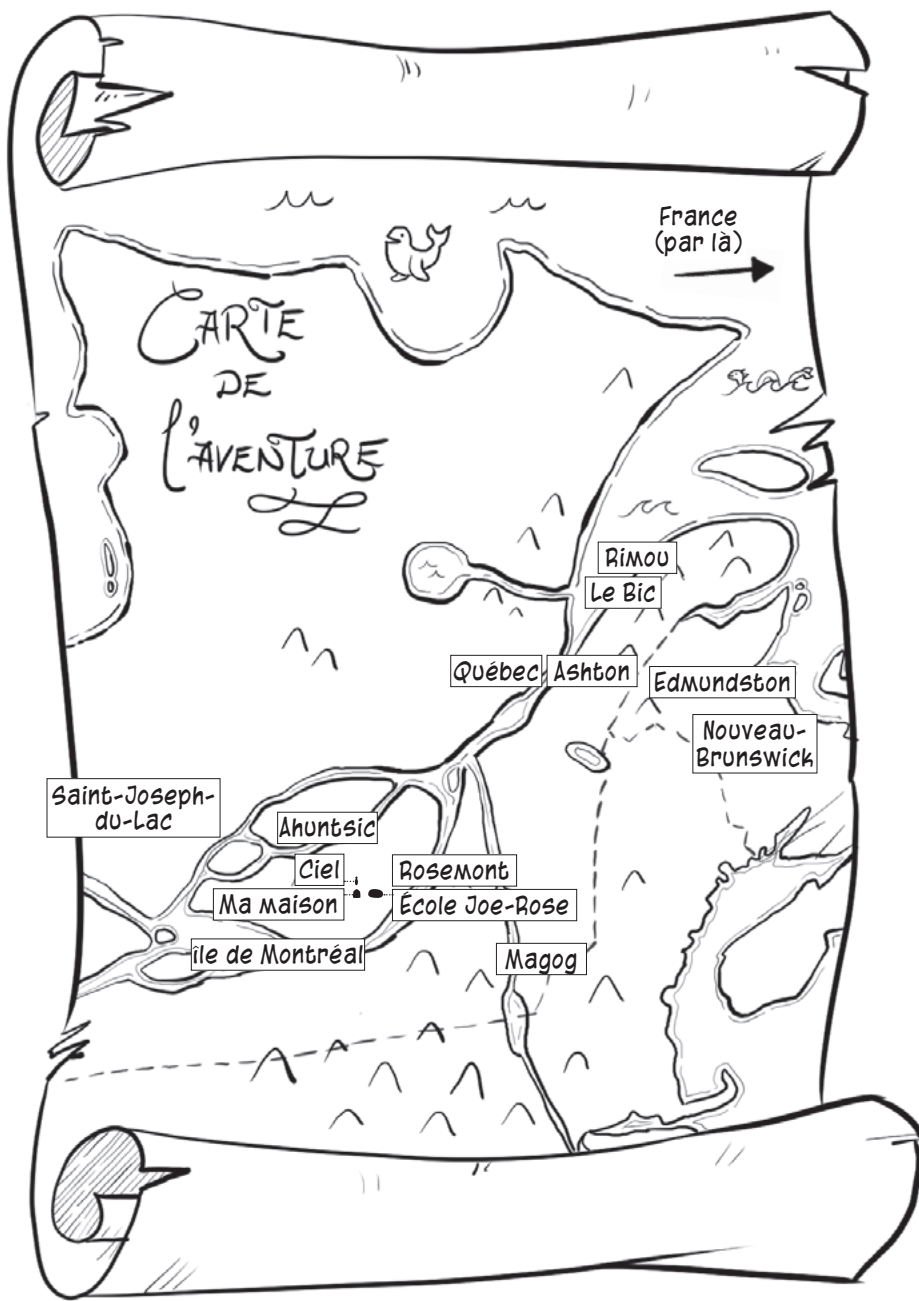 France
(par là)
CARTE
DE
l'AVENTURE
Rimou
Le Bic
Québec
Ashton
Edmundston
Nouveau-
Brunswick
Saint-Joseph-
du-Lac
Ahuntsic
Ciel
Rosemont
Ma maison
École Joe-Rose
île de Montréal
Magog